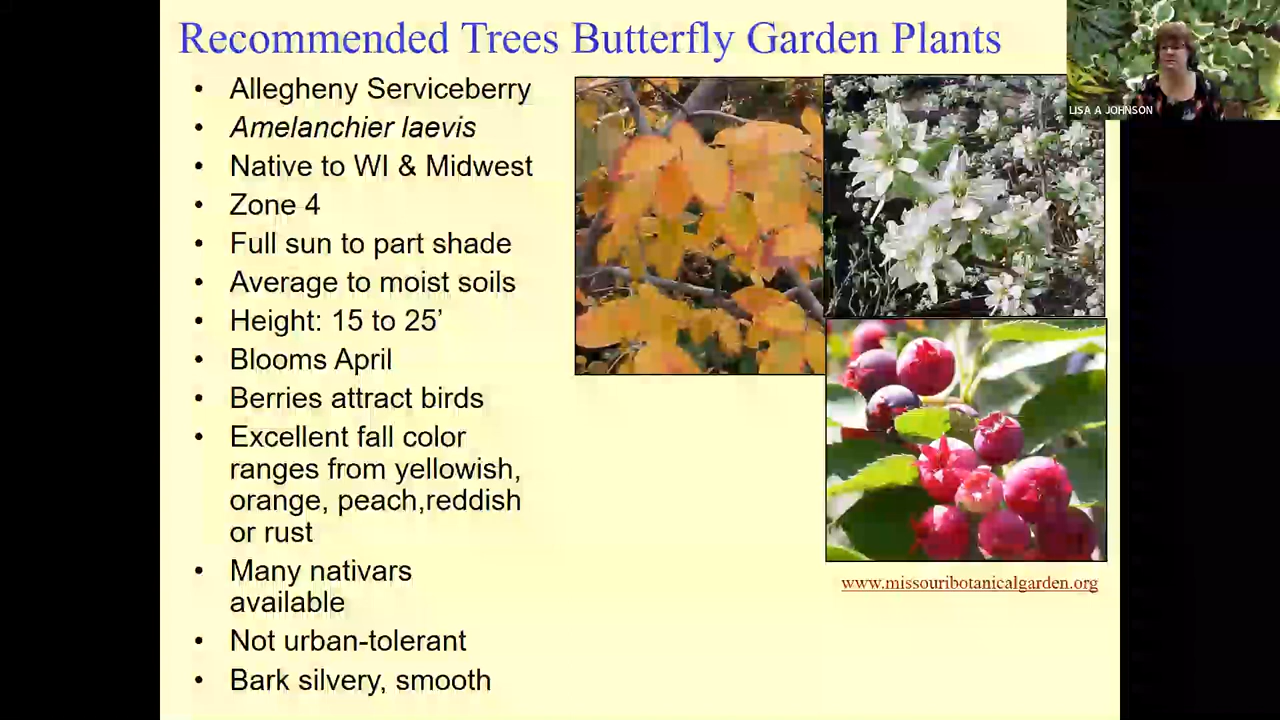 Recommended Trees Butterfly Garden Plants
LISA A JOHNSON
• Allegheny Serviceberry
• Amelanchier laevis
• Native to WI & Midwest
• Zone 4
• Full sun to part shade
• Average to moist soils
• Height: 15 to 25’
• Blooms April
• Berries attract birds
• Excellent fall color
ranges from yellowish,
orange, peach,reddish
or rust
• Many nativars
available
• Not urban-tolerant
• Bark silvery, smooth
www.missouribotanicalgarden.org